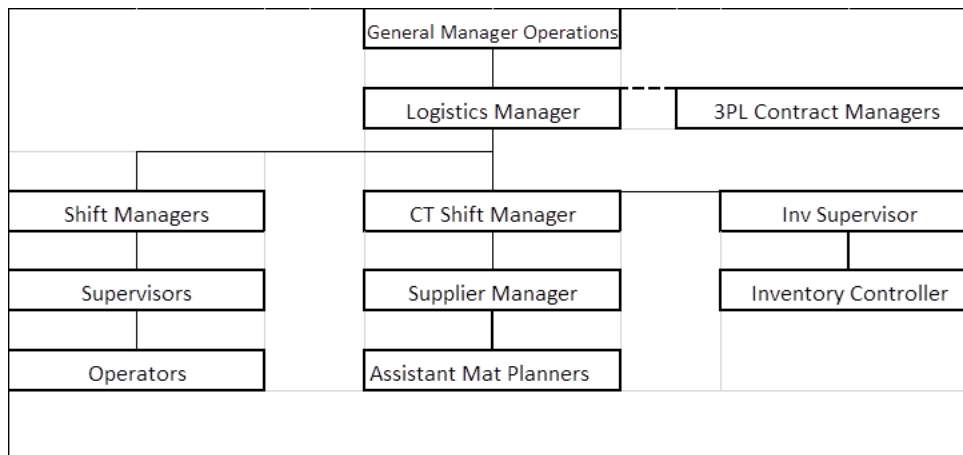 General Manager Operations
Logistics Manager
3PL Contract Managers
Shift Managers
CT Shift Manager
Inv Supervisor
Supervisors
Supplier Manager
Inventory Controller
Operators
Assistant Mat Planners